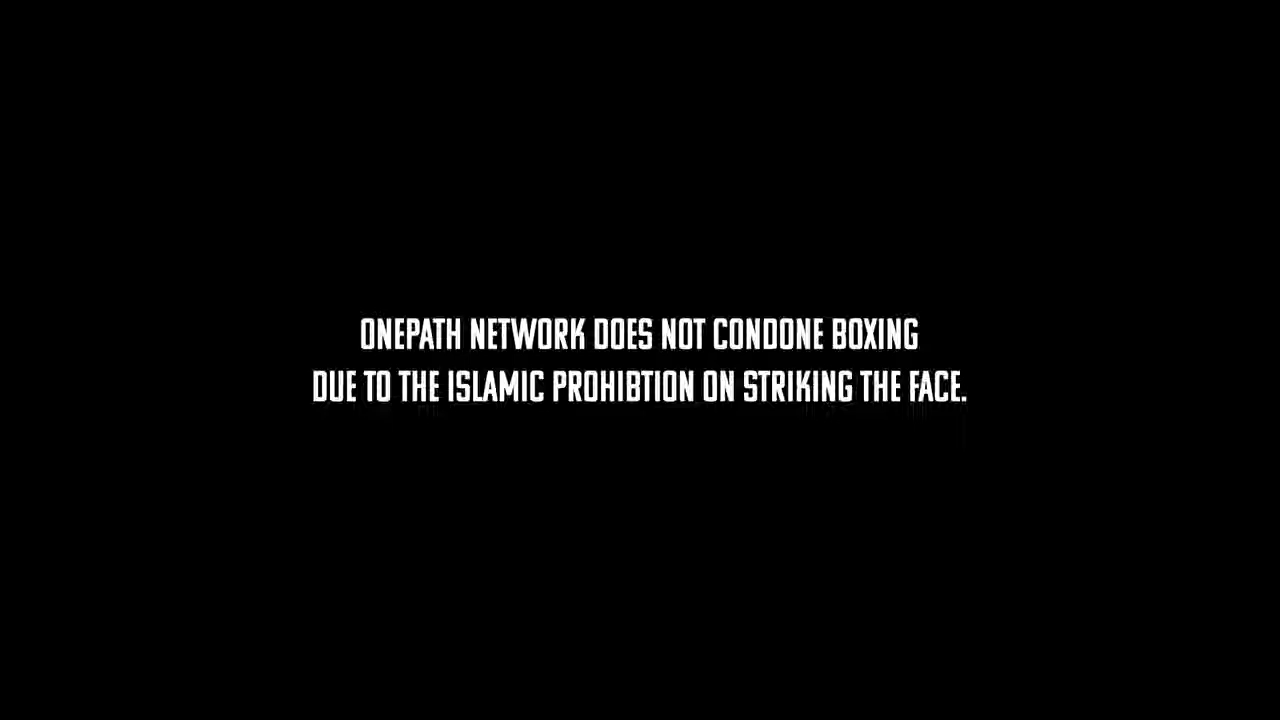 ONEPATH NETWORK DOES NOT CONDONE BOXING
DUE TO THE ISLAMIC PROHIBTION ON STRIKING THE FACE.